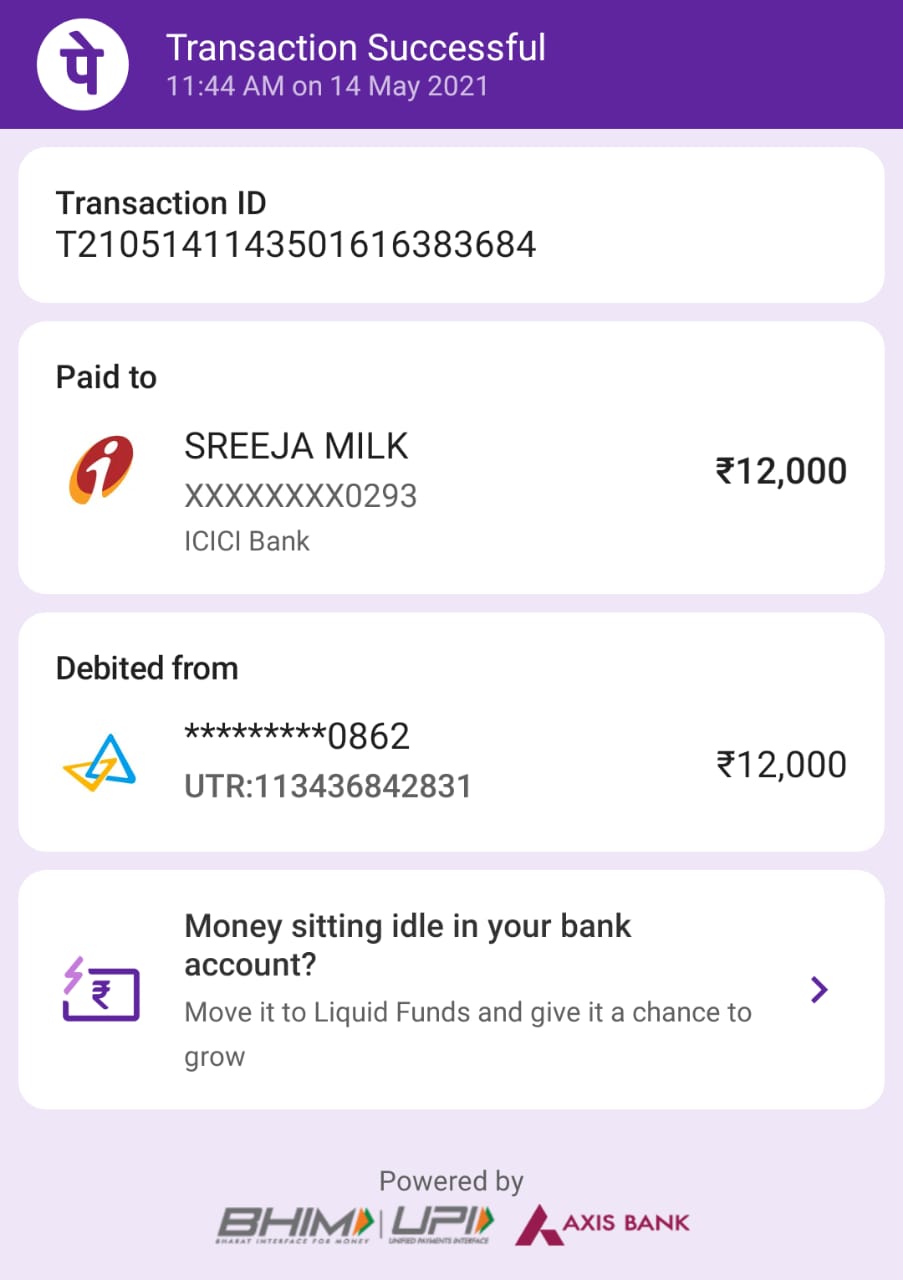 पे
Transaction Successful
11:44 AM on 14 May 2021
Transaction ID
T2105141143501616383684
Paid to
SREEJA MILK
₹12,000
XXXXXXXX0293
ICICI Bank
Debited from
*********0862
₹12,000
UTR:113436842831
Money sitting idle in your bank
account?
₹
Move it to Liquid Funds and give it a chance to
grow
Powered by
BHIM UPI AXIS BANK
BHARAT INTERFACE FOR MONEY UNIFIED PAYMENTS INTERFACE